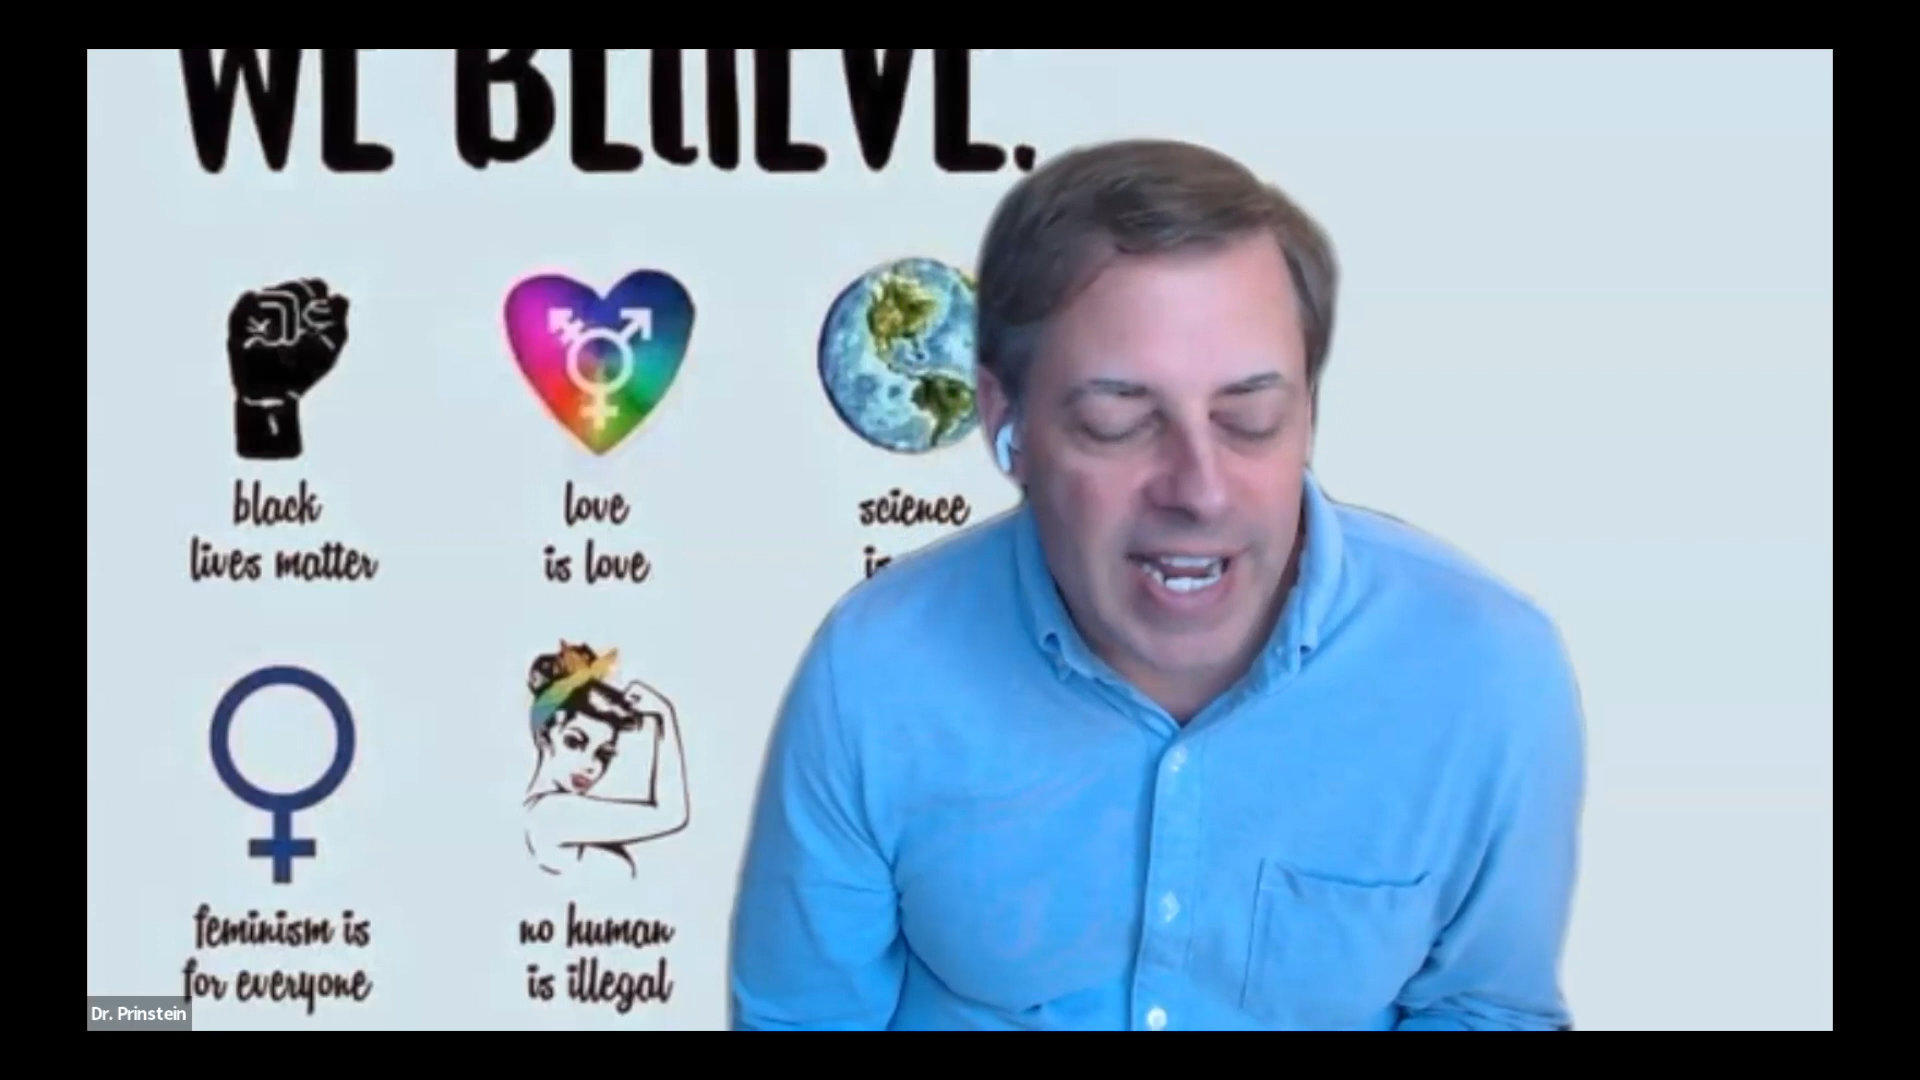 WE BELIEVE.
black
lives matter
love
is love
science
is
feminism is
for everyone
no human
is illegal
Dr. Prinstein